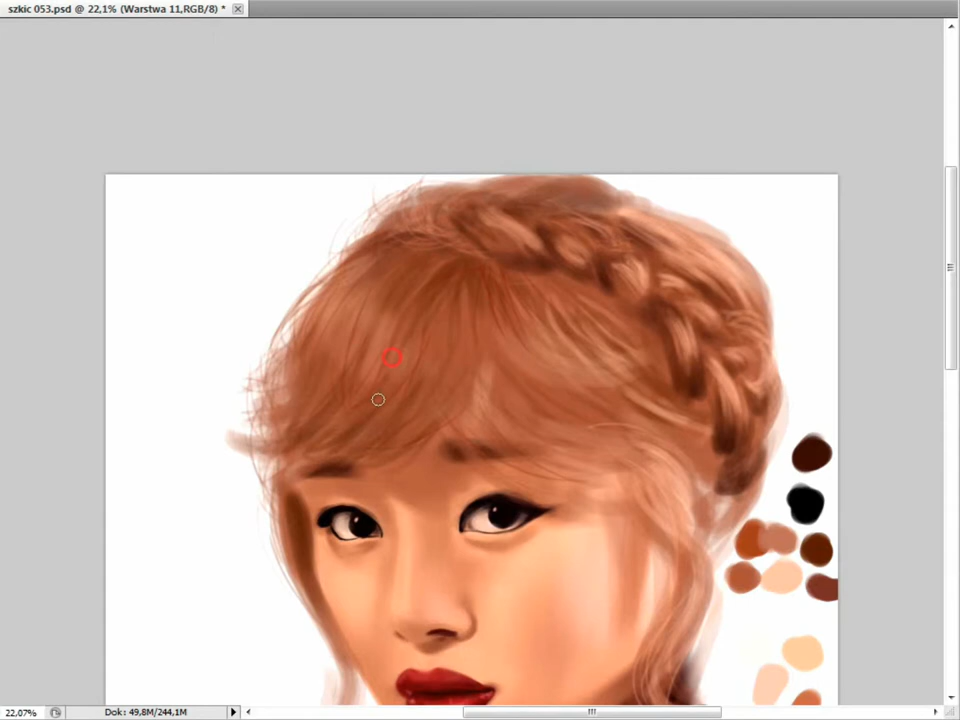 szkic 053.psd @ 22,1% (Warstwa 11,RGB/8) *
22,07%
Dok: 49,8M/244,1M